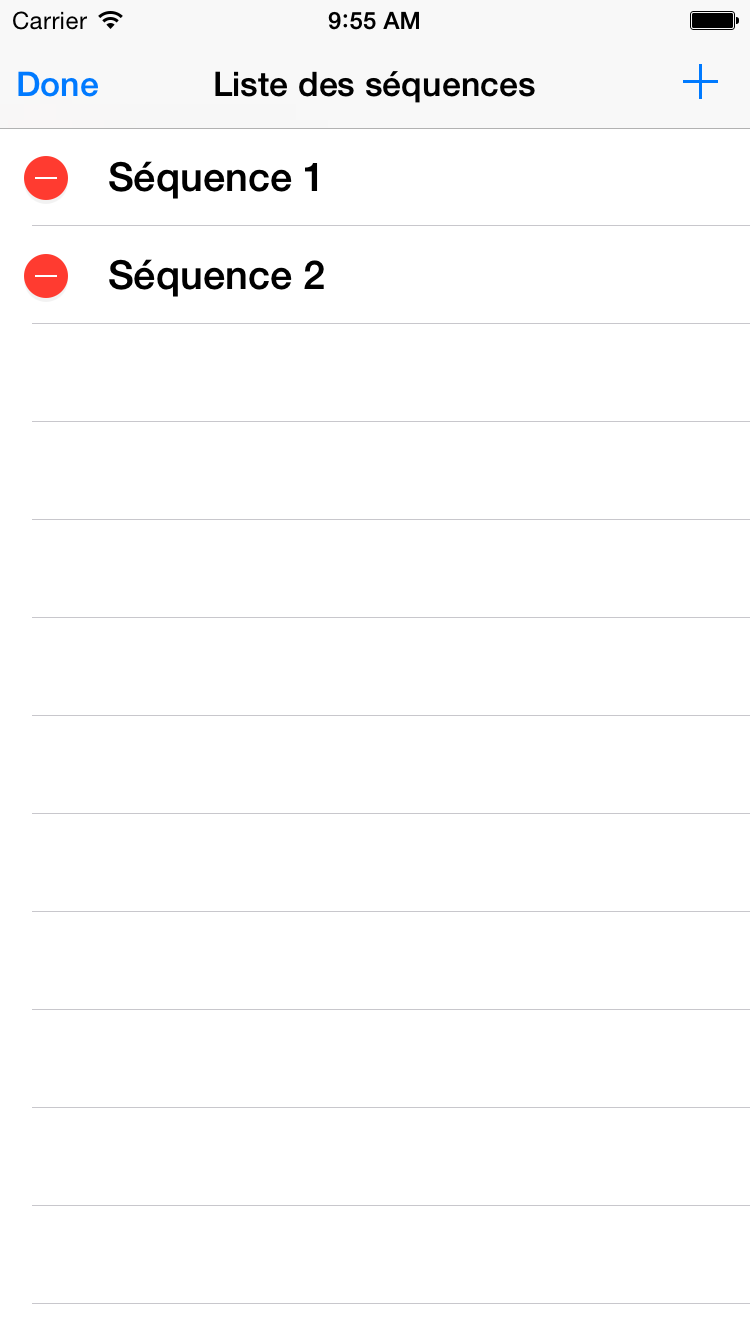 Carrier 9:55 AM
Done Liste des séquences +
Séquence 1
Séquence 2